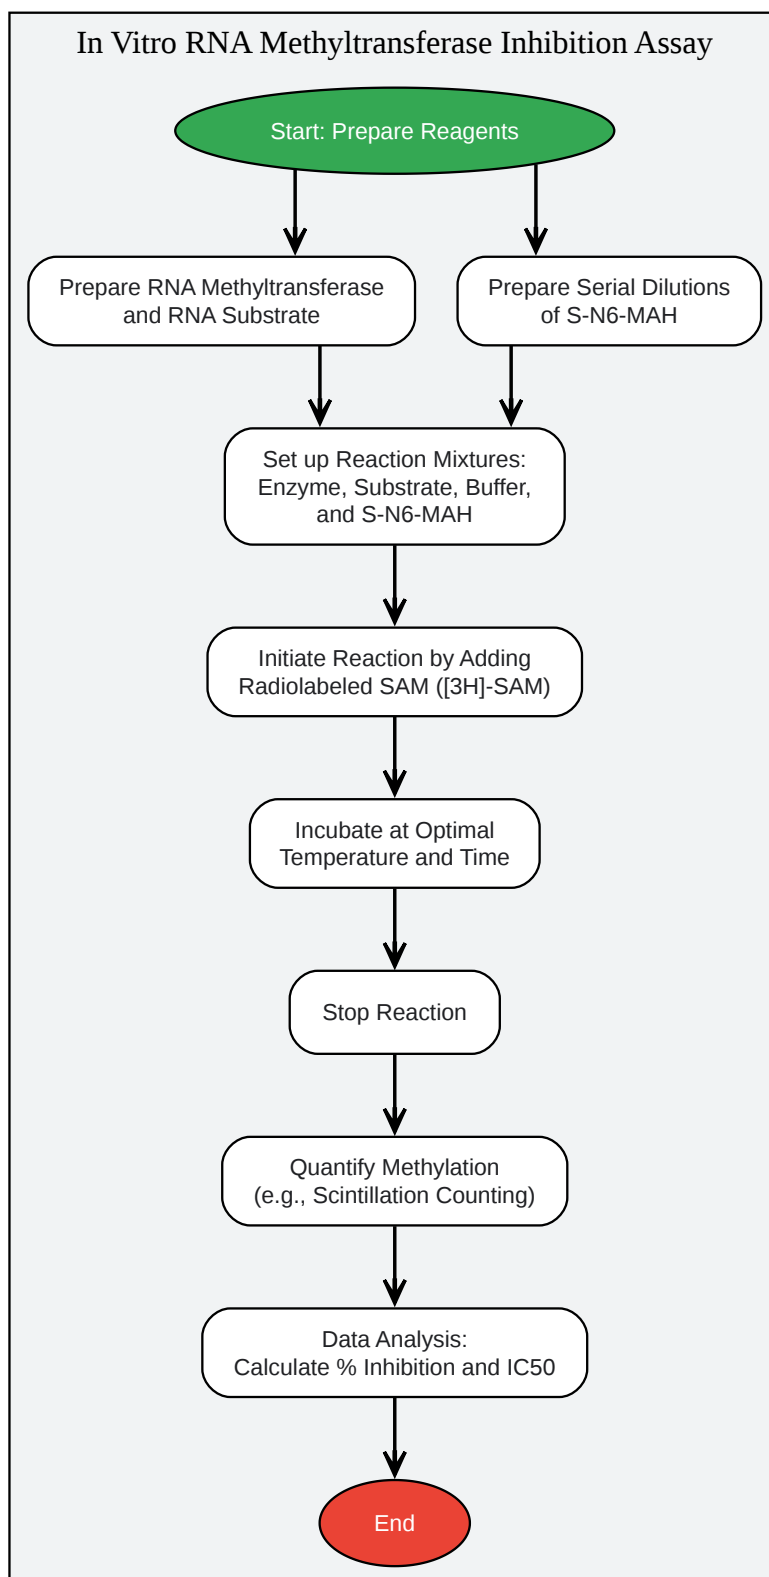 In Vitro RNA Methyltransferase Inhibition Assay
Start: Prepare Reagents
Prepare RNA Methyltransferase
and RNA Substrate
Prepare Serial Dilutions
of S-N6-MAH
Set up Reaction Mixtures:
Enzyme, Substrate, Buffer,
and S-N6-MAH
Initiate Reaction by Adding
Radiolabeled SAM ([3H]-SAM)
Incubate at Optimal
Temperature and Time
Stop Reaction
Quantify Methylation
(e.g., Scintillation Counting)
Data Analysis:
Calculate % Inhibition and IC50
End